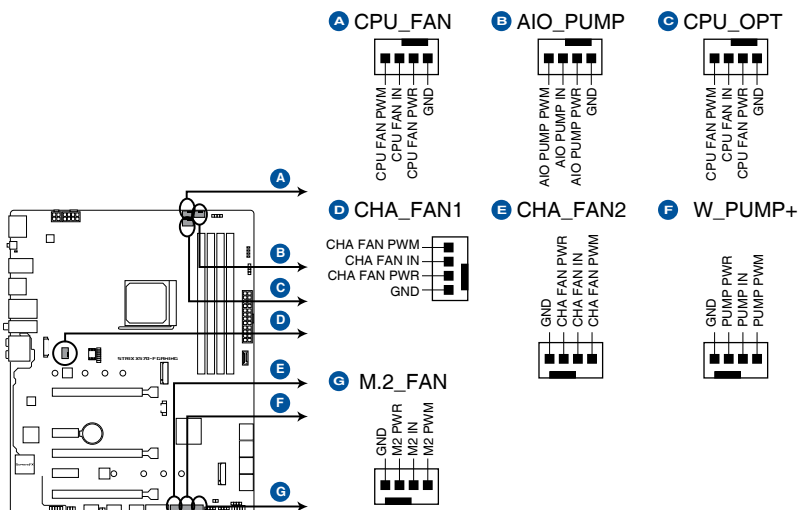 A CPU_FAN
CPU FAN PWM
CPU FAN IN
CPU FAN PWR
GND
B AIO_PUMP
AIO PUMP PWM
AIO PUMP IN
AIO PUMP PWR
GND
C CPU_OPT
CPU FAN PWM
CPU FAN IN
CPU FAN PWR
GND
A
B
C
D
E
F
G
D CHA_FAN1
CHA FAN PWM
CHA FAN IN
CHA FAN PWR
GND
E CHA_FAN2
GND
CHA FAN PWR
CHA FAN IN
CHA FAN PWM
F W_PUMP+
GND
PUMP PWR
PUMP IN
PUMP PWM
STRIX X570-F GAMING
G M.2_FAN
GND
M2 PWR
M2 IN
M2 PWM